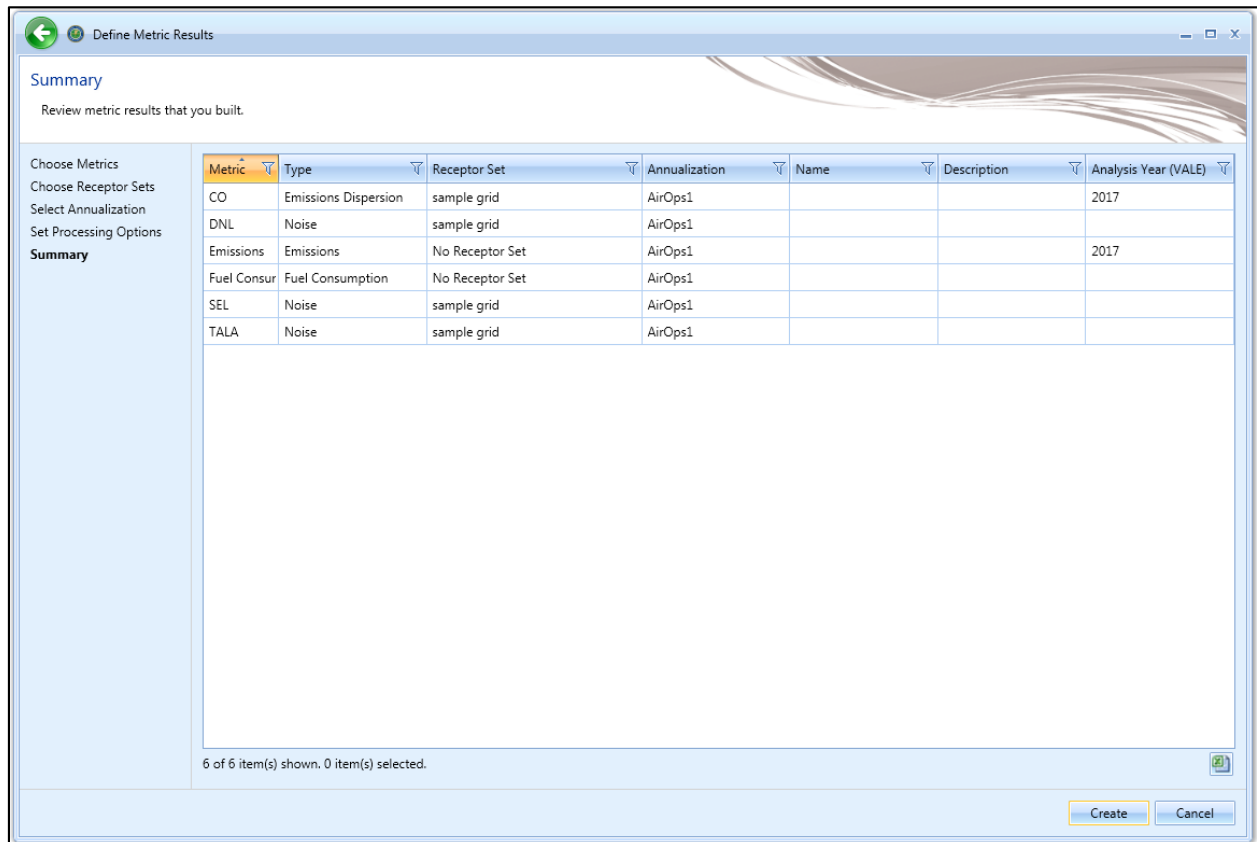 Define Metric Results
Summary
Review metric results that you built.
Choose Metrics
Choose Receptor Sets
Select Annualization
Set Processing Options
Summary
Metric Type Receptor Set Annualization Name Description Analysis Year (VALE)
CO Emissions Dispersion sample grid AirOps1 2017
DNL Noise sample grid AirOps1
Emissions Emissions No Receptor Set AirOps1 2017
Fuel Consur Fuel Consumption No Receptor Set AirOps1
SEL Noise sample grid AirOps1
TALA Noise sample grid AirOps1
6 of 6 item(s) shown. 0 item(s) selected.
Create Cancel